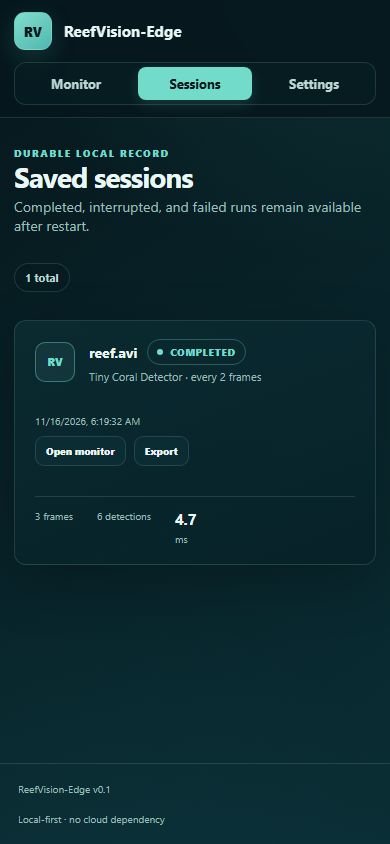 RV ReefVision-Edge
Monitor Sessions Settings
DURABLE LOCAL RECORD
Saved sessions
Completed, interrupted, and failed runs remain available
after restart.
1 total
RV reef.avi COMPLETED
Tiny Coral Detector · every 2 frames
11/16/2026, 6:19:32 AM
Open monitor Export
3 frames 6 detections 4.7
ms
ReefVision-Edge v0.1
Local-first · no cloud dependency